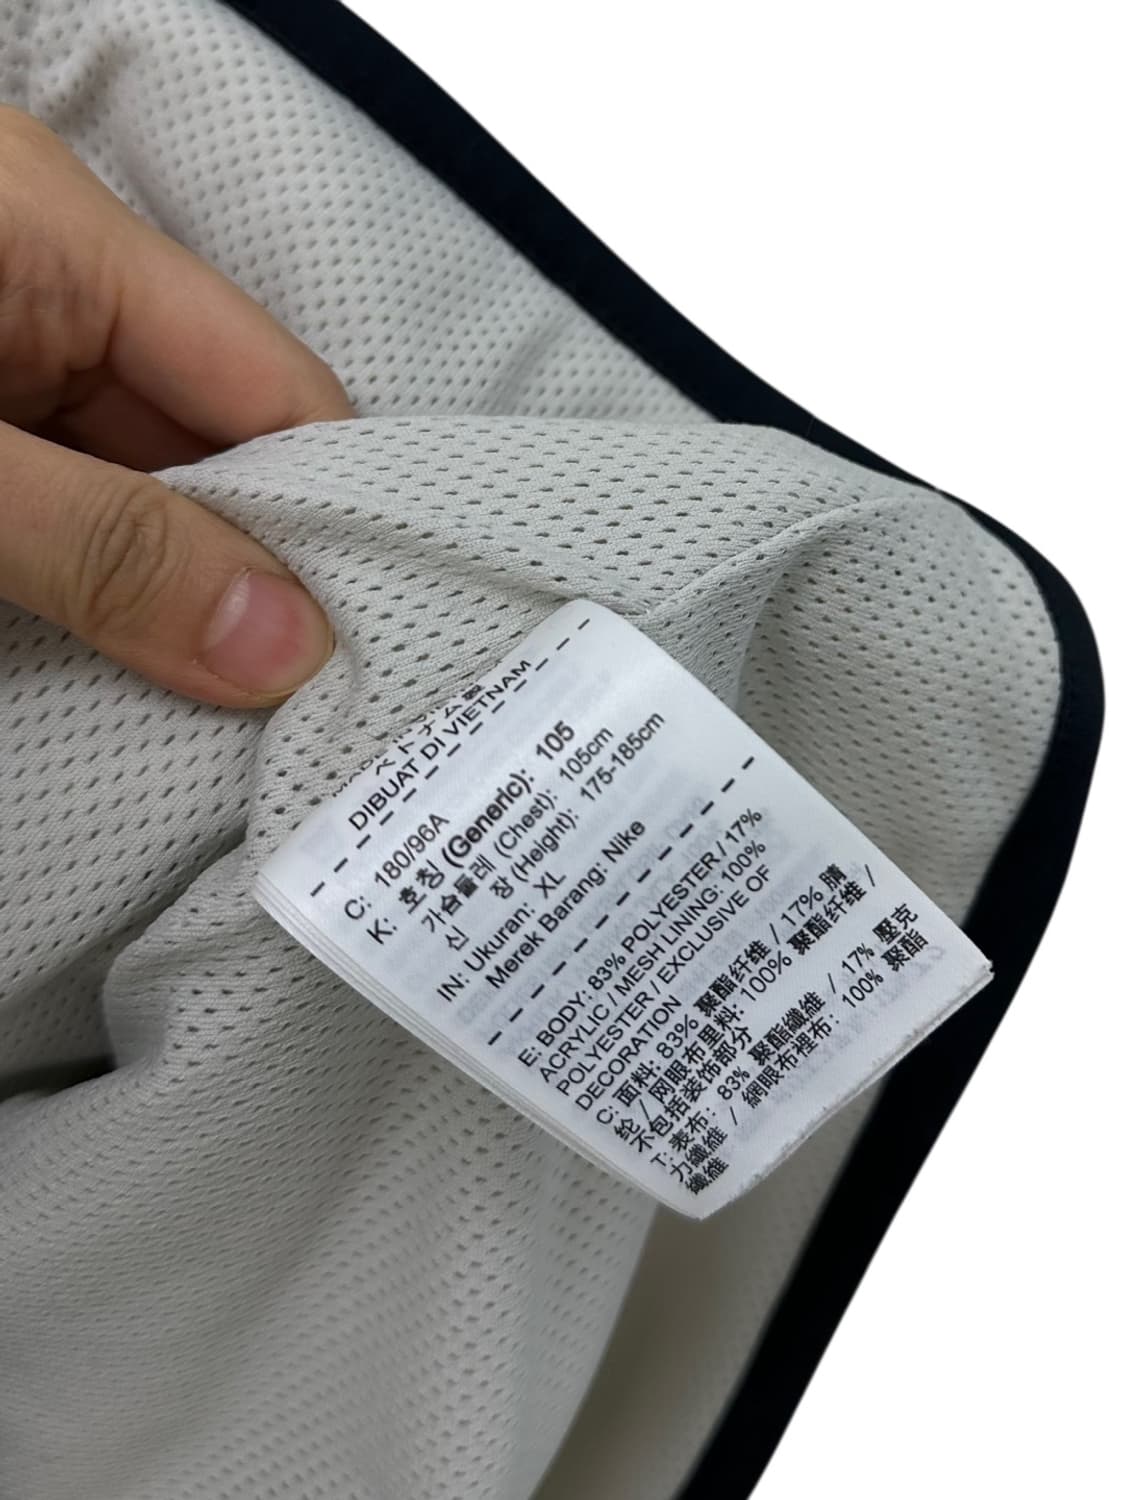 DIBUAT DI VIETNAM
C: 180/96A
K: 호칭 (Generic): 105
가슴둘레 (Chest): 105cm
신 장 (Height): 175-185cm
IN: Ukuran: XL
Merek Barang: Nike
E: BODY: 83% POLYESTER / 17%
ACRYLIC / MESH LINING: 100%
POLYESTER / EXCLUSIVE OF
DECORATION
C: 面料: 83% 聚酯纤维 / 17% 腈
纶 / 网眼布里料: 100% 聚酯纤维 /
不包括装饰部分
T: 表布: 83% 聚酯纖維 / 17% 壓克
力纖維 / 網眼布裡布: 100% 聚酯
纖維